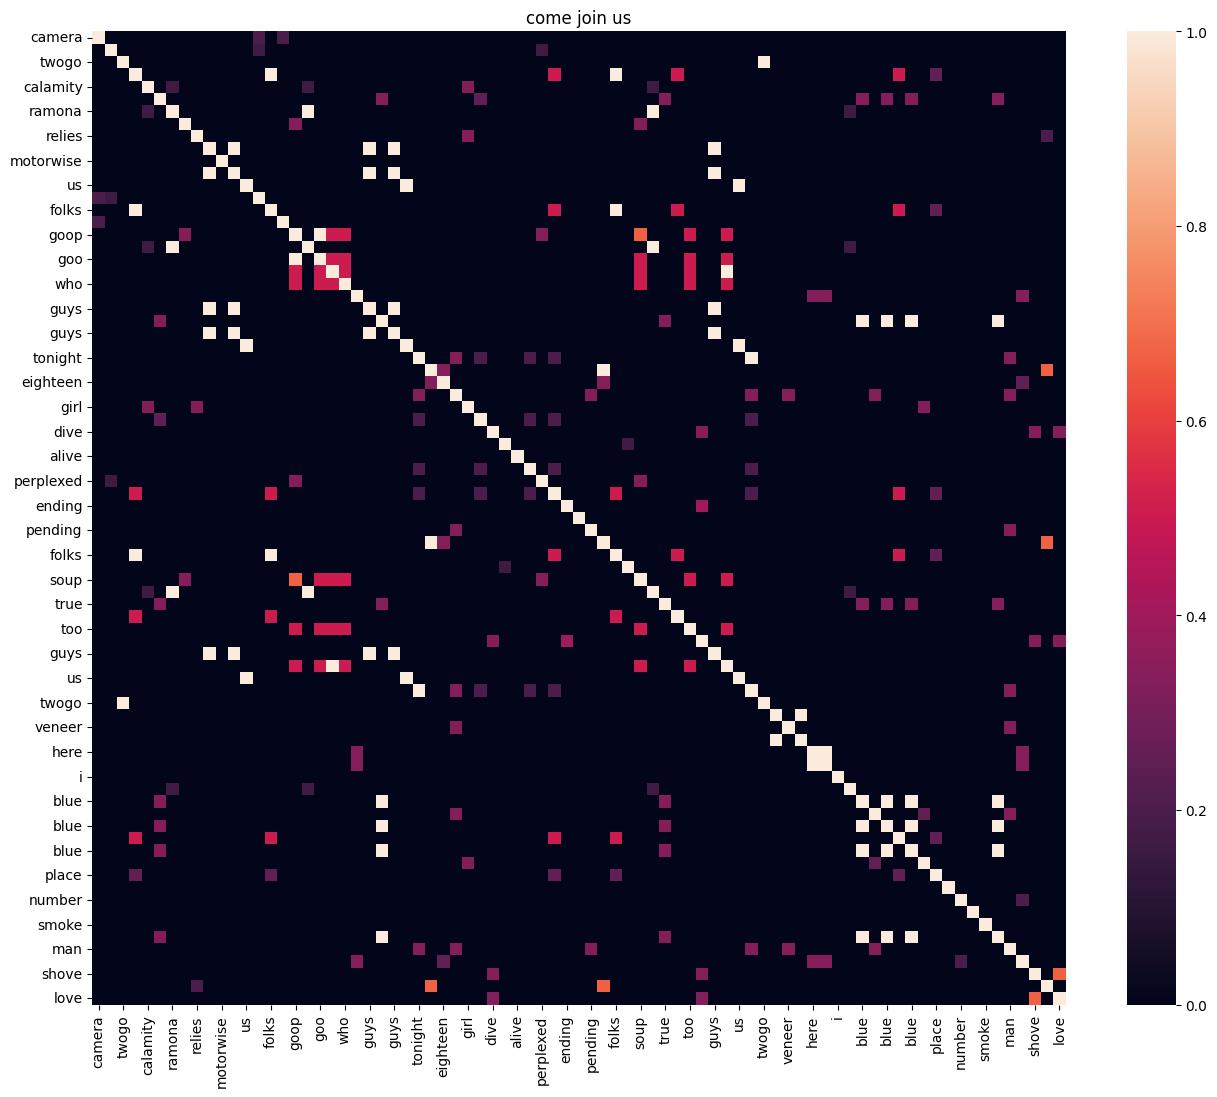 come join us
camera
twogo
calamity
ramona
relies
motorwise
us
folks
goop
goo
who
guys
guys
tonight
eighteen
girl
dive
alive
perplexed
ending
pending
folks
soup
true
too
guys
us
twogo
veneer
here
i
blue
blue
blue
place
number
smoke
man
shove
love
camera
twogo
calamity
ramona
relies
motorwise
us
folks
goop
goo
who
guys
guys
tonight
eighteen
girl
dive
alive
perplexed
ending
pending
folks
soup
true
too
guys
us
twogo
veneer
here
i
blue
blue
blue
place
number
smoke
man
shove
love
1.0
0.8
0.6
0.4
0.2
0.0